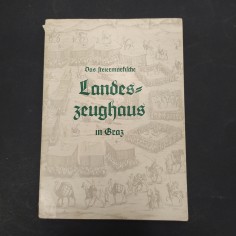 Das steiermärkische
Landes=
zeughaus
in Graz